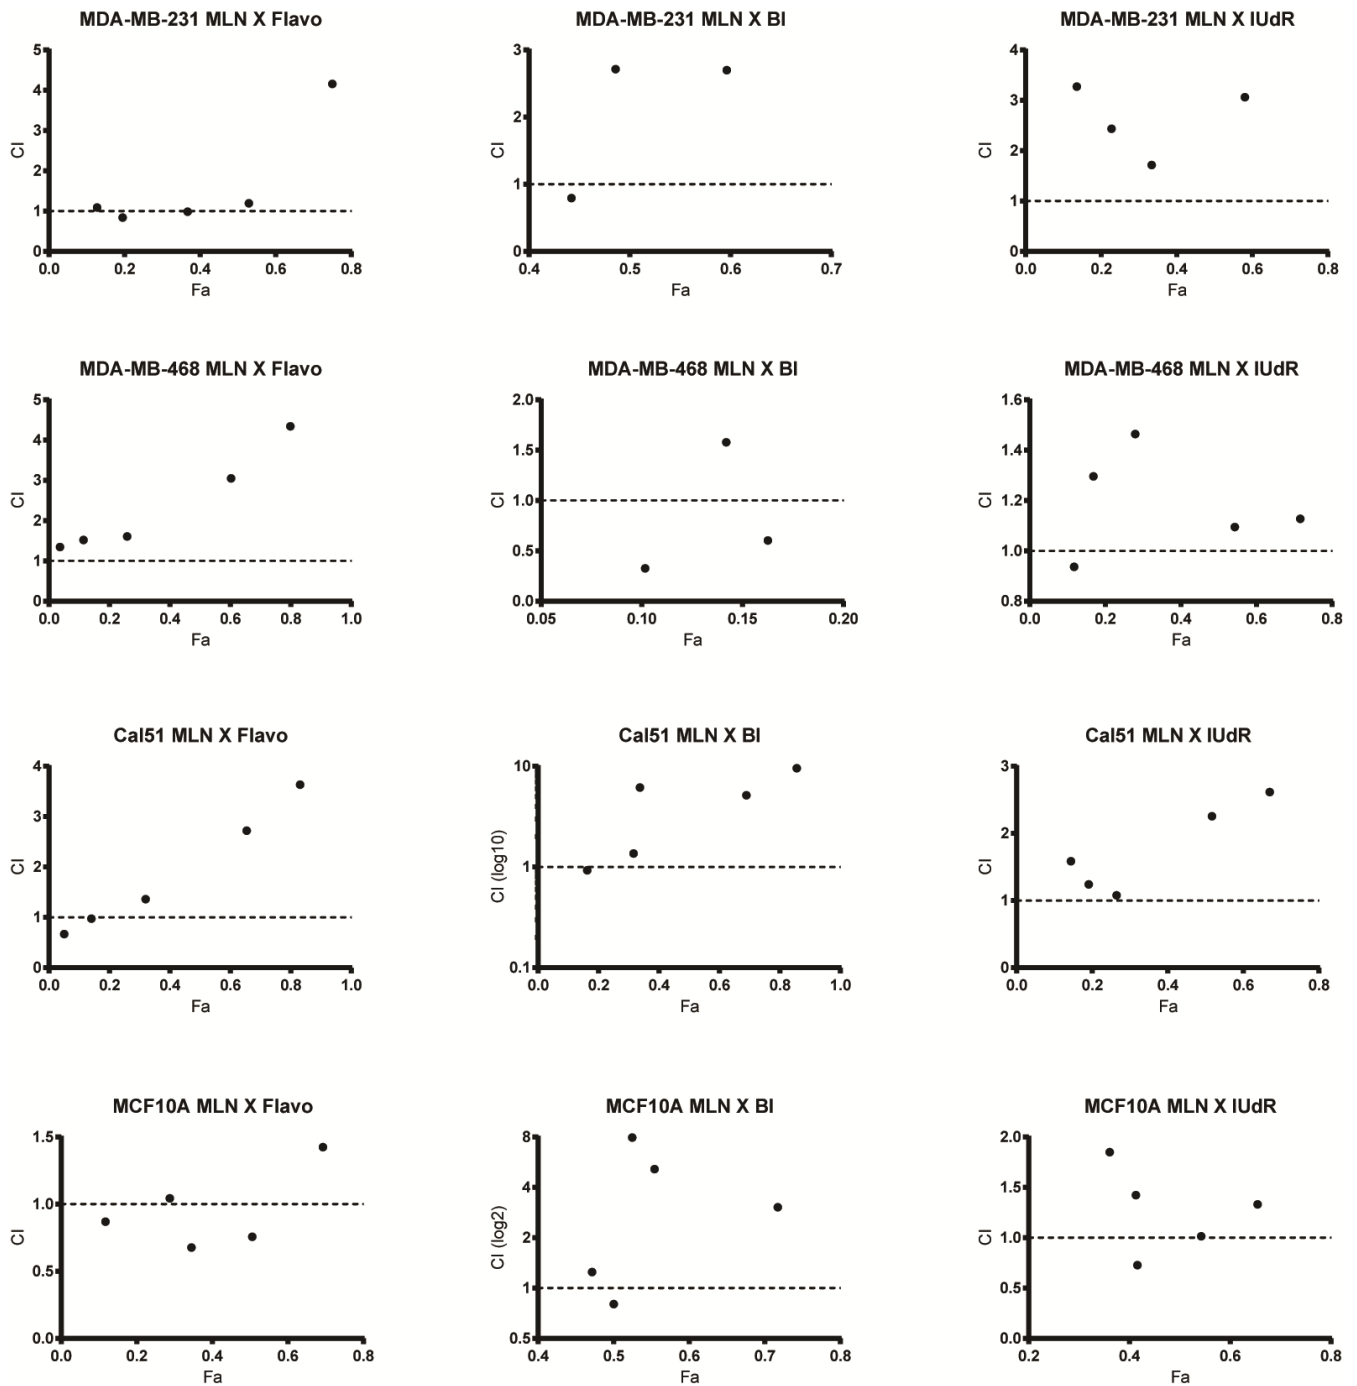 MDA-MB-231 MLN X Flavo
5
4
3
2
1
0
CI
0.0 0.2 0.4 0.6 0.8
Fa
MDA-MB-231 MLN X BI
3
2
1
0
CI
0.4 0.5 0.6 0.7
Fa
MDA-MB-231 MLN X IUdR
4
3
2
1
0
CI
0.0 0.2 0.4 0.6 0.8
Fa
MDA-MB-468 MLN X Flavo
5
4
3
2
1
0
CI
0.0 0.2 0.4 0.6 0.8 1.0
Fa
MDA-MB-468 MLN X BI
2.0
1.5
1.0
0.5
0.0
CI
0.05 0.10 0.15 0.20
Fa
MDA-MB-468 MLN X IUdR
1.6
1.4
1.2
1.0
0.8
CI
0.0 0.2 0.4 0.6 0.8
Fa
Cal51 MLN X Flavo
4
3
2
1
0
CI
0.0 0.2 0.4 0.6 0.8 1.0
Fa
Cal51 MLN X BI
10
1
0.1
CI (log10)
0.0 0.2 0.4 0.6 0.8 1.0
Fa
Cal51 MLN X IUdR
3
2
1
0
CI
0.0 0.2 0.4 0.6 0.8
Fa
MCF10A MLN X Flavo
1.5
1.0
0.5
0.0
CI
0.0 0.2 0.4 0.6 0.8
Fa
MCF10A MLN X BI
8
4
2
1
0.5
CI (log2)
0.4 0.5 0.6 0.7 0.8
Fa
MCF10A MLN X IUdR
2.0
1.5
1.0
0.5
0.0
CI
0.2 0.4 0.6 0.8
Fa